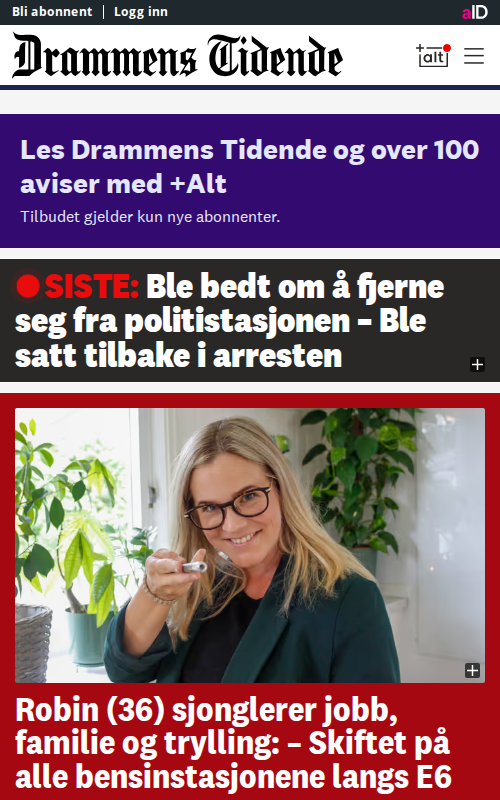 Bli abonnent | Logg inn
aID
Drammens Tidende
+alt
Les Drammens Tidende og over 100
aviser med +Alt
Tilbudet gjelder kun nye abonnenter.
SISTE: Ble bedt om å fjerne
seg fra politistasjonen – Ble
satt tilbake i arresten
Robin (36) sjonglerer jobb,
familie og trylling: – Skiftet på
alle bensinstasjonene langs E6